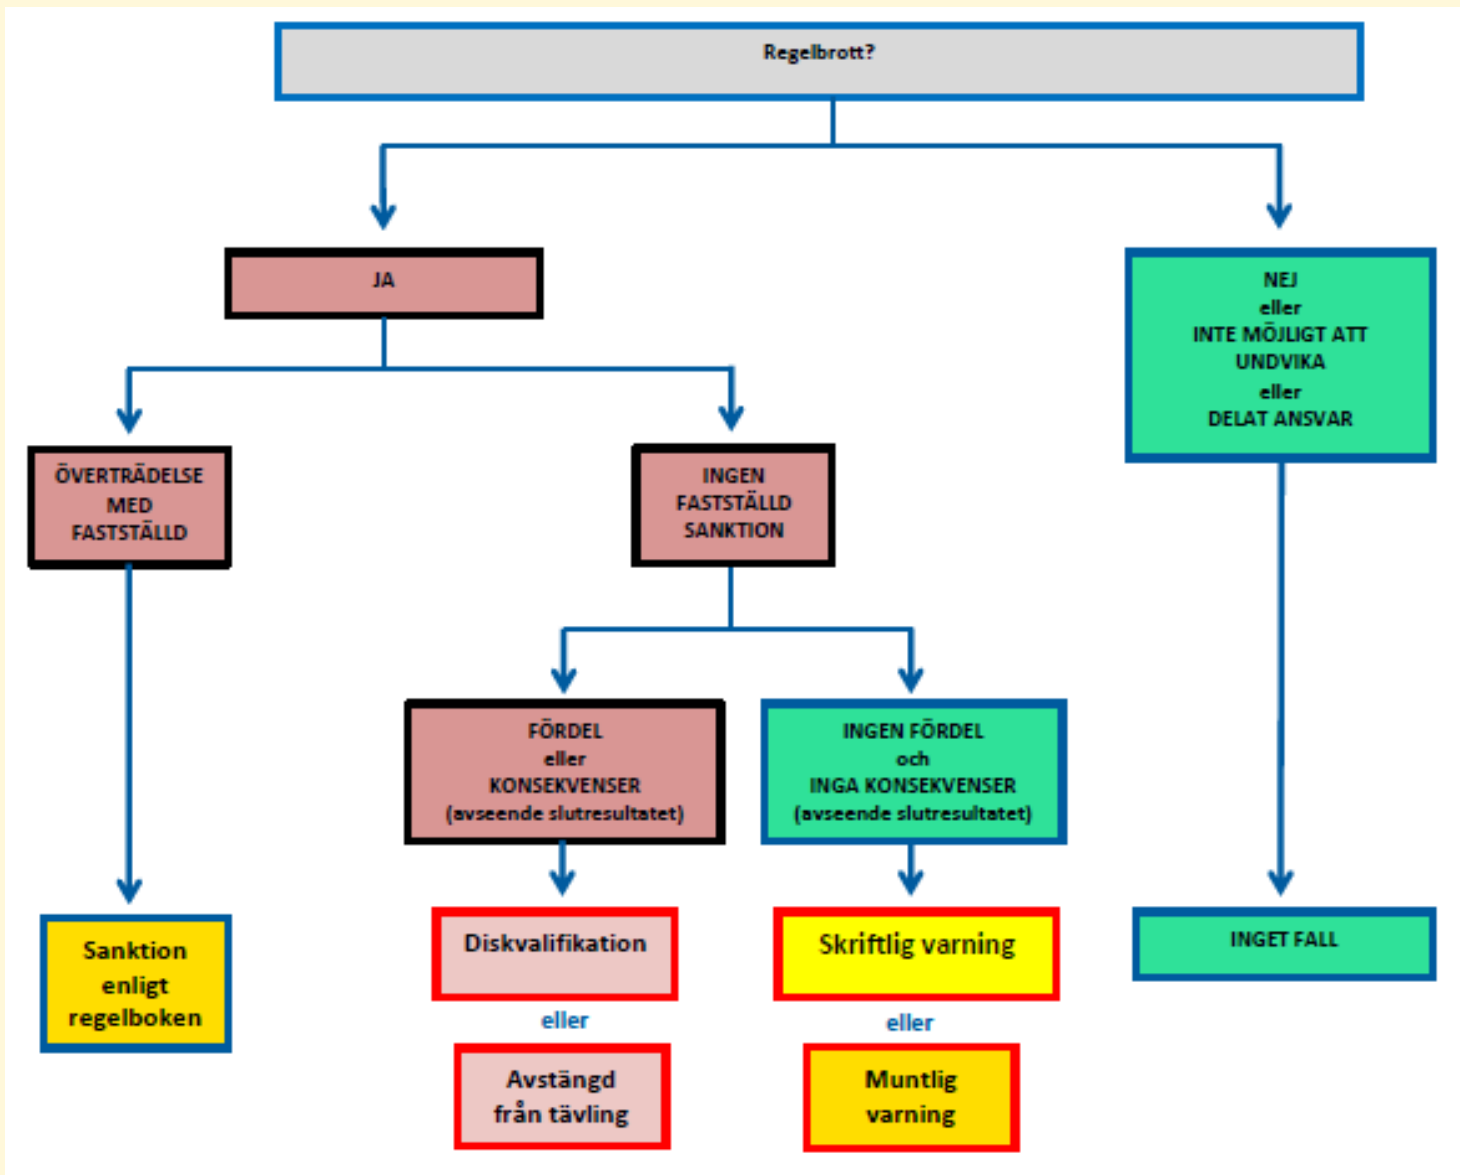 Regelbrott?
JA
NEJ
eller
INTE MÖJLIGT ATT
UNDVIKA
eller
DELAT ANSVAR
ÖVERTRÄDELSE
MED
FASTSTÄLLD
INGEN
FASTSTÄLLD
SANKTION
FÖRDEL
eller
KONSEKVENSER
(avseende slutresultatet)
INGEN FÖRDEL
och
INGA KONSEKVENSER
(avseende slutresultatet)
Sanktion
enligt
regelboken
Diskvalifikation
eller
Avstängd
från tävling
Skriftlig varning
eller
Muntlig
varning
INGET FALL